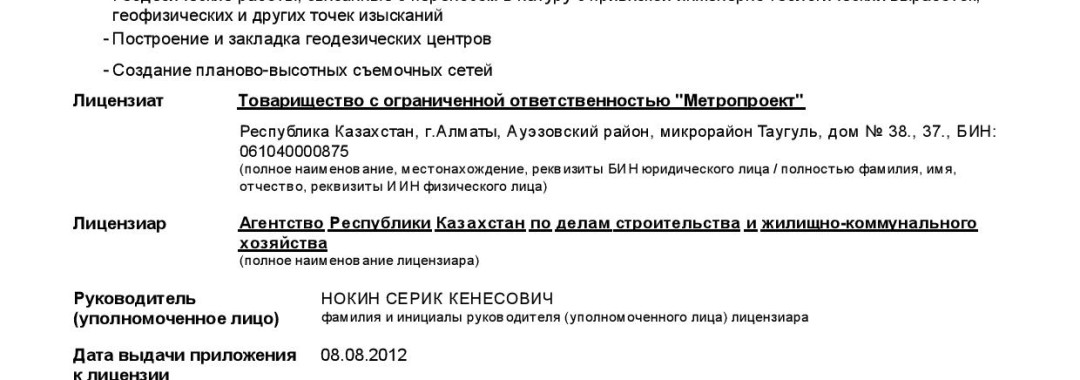 геофизических и других точек изысканий
- Построение и закладка геодезических центров
- Создание планово-высотных съемочных сетей
Лицензиат Товарищество с ограниченной ответственностью "Метропроект"
Республика Казахстан, г.Алматы, Ауэзовский район, микрорайон Таугуль, дом № 38., 37., БИН:
061040000875
(полное наименование, местонахождение, реквизиты БИН юридического лица / полностью фамилия, имя,
отчество, реквизиты ИИН физического лица)
Лицензиар Агентство Республики Казахстан по делам строительства и жилищно-коммунального
хозяйства
(полное наименование лицензиара)
Руководитель НОКИН СЕРИК КЕНЕСОВИЧ
(уполномоченное лицо) фамилия и инициалы руководителя (уполномоченного лица) лицензиара
Дата выдачи приложения 08.08.2012
к лицензии